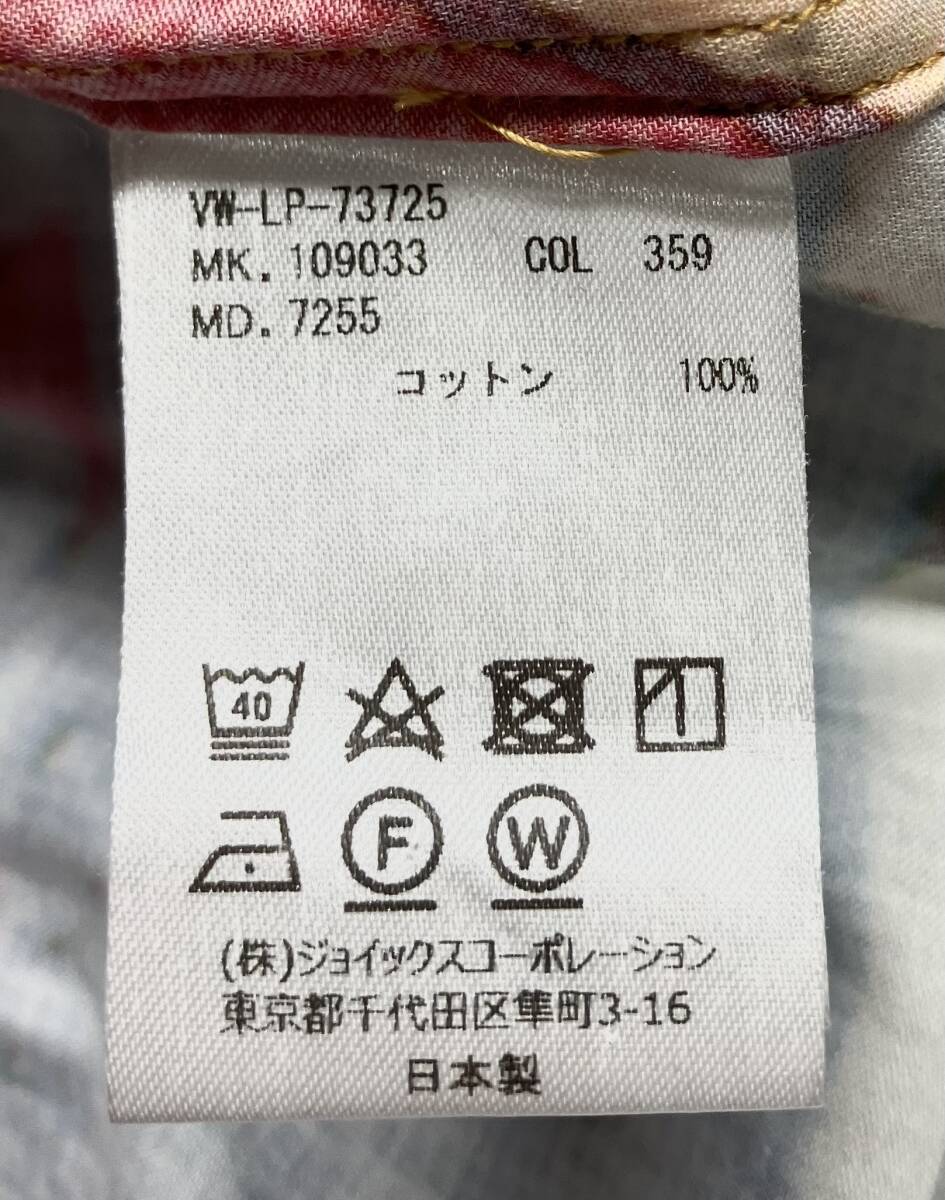 VW-LP-73725
MK. 109033 COL 359
MD. 7255
コットン 100%
40
F W
(株)ジョイックスコーポレーション
東京都千代田区隼町3-16
日本製